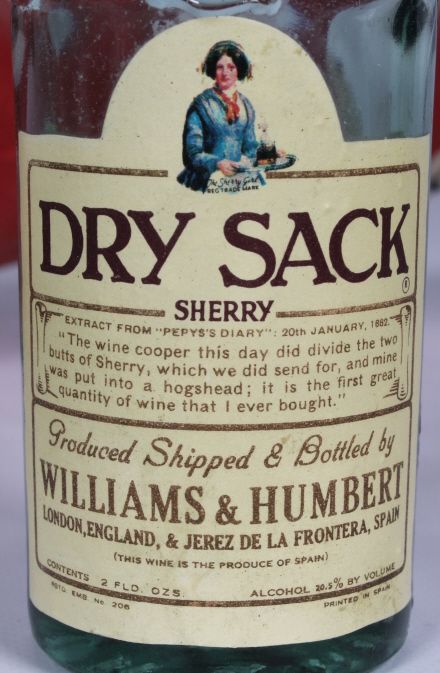 The Sherry Girl
REG TRADE MARK
DRY SACK
®
SHERRY
EXTRACT FROM "PEPYS'S DIARY": 20th JANUARY, 1662.
"The wine cooper this day did divide the two
butts of Sherry, which we did send for, and mine
was put into a hogshead; it is the first great
quantity of wine that I ever bought."
Produced Shipped & Bottled by
WILLIAMS & HUMBERT
LONDON, ENGLAND, & JEREZ DE LA FRONTERA, SPAIN
(THIS WINE IS THE PRODUCE OF SPAIN)
CONTENTS 2 FLD. OZS. ALCOHOL 20.5% BY VOLUME
RGTO. EMB. No. 206 PRINTED IN SPAIN